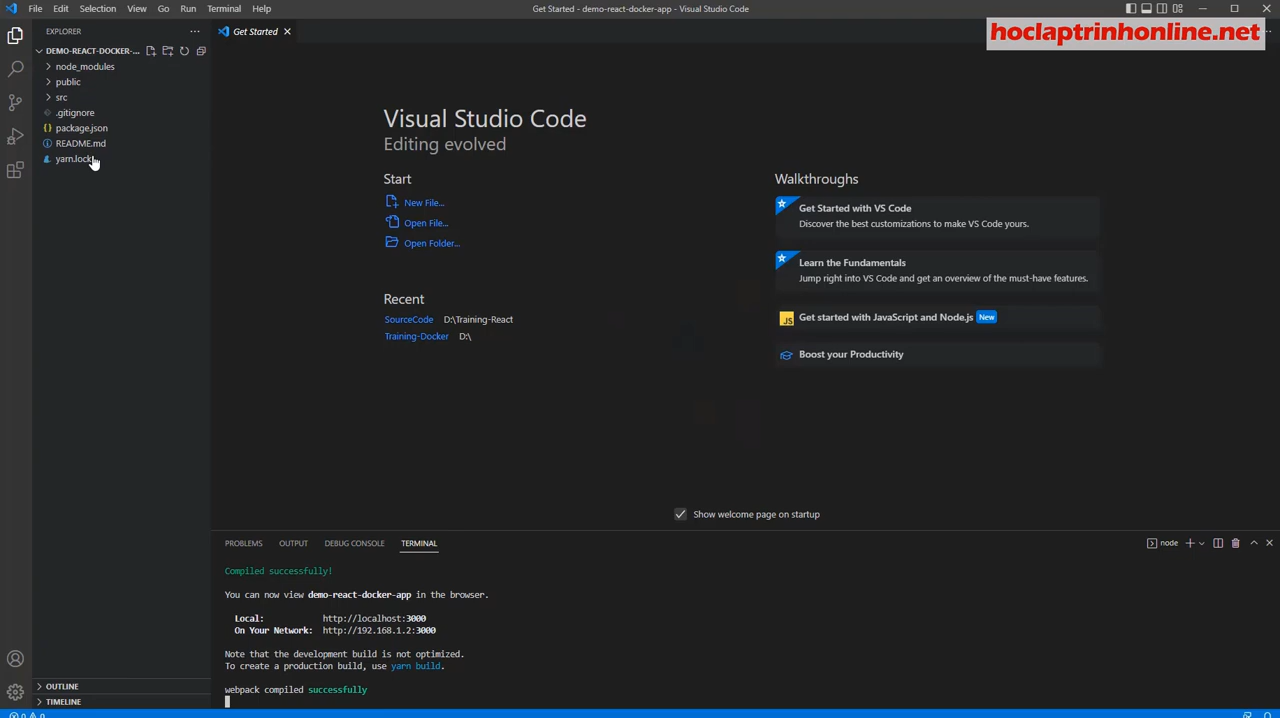 File Edit Selection View Go Run Terminal Help
Get Started - demo-react-docker-app - Visual Studio Code
hoclaptrinhonline.net
EXPLORER
Get Started
DEMO-REACT-DOCKER-...
node_modules
public
src
.gitignore
package.json
README.md
yarn.lock
Visual Studio Code
Editing evolved
Start
New File...
Open File...
Open Folder...
Recent
SourceCode D:\Training-React
Training-Docker D:\
Walkthroughs
Get Started with VS Code
Discover the best customizations to make VS Code yours.
Learn the Fundamentals
Jump right into VS Code and get an overview of the must-have features.
JS Get started with JavaScript and Node.js New
Boost your Productivity
Show welcome page on startup
PROBLEMS OUTPUT DEBUG CONSOLE TERMINAL
node
Compiled successfully!
You can now view demo-react-docker-app in the browser.
Local: http://localhost:3000
On Your Network: http://192.168.1.2:3000
Note that the development build is not optimized.
To create a production build, use yarn build.
webpack compiled successfully
OUTLINE
TIMELINE
0 0